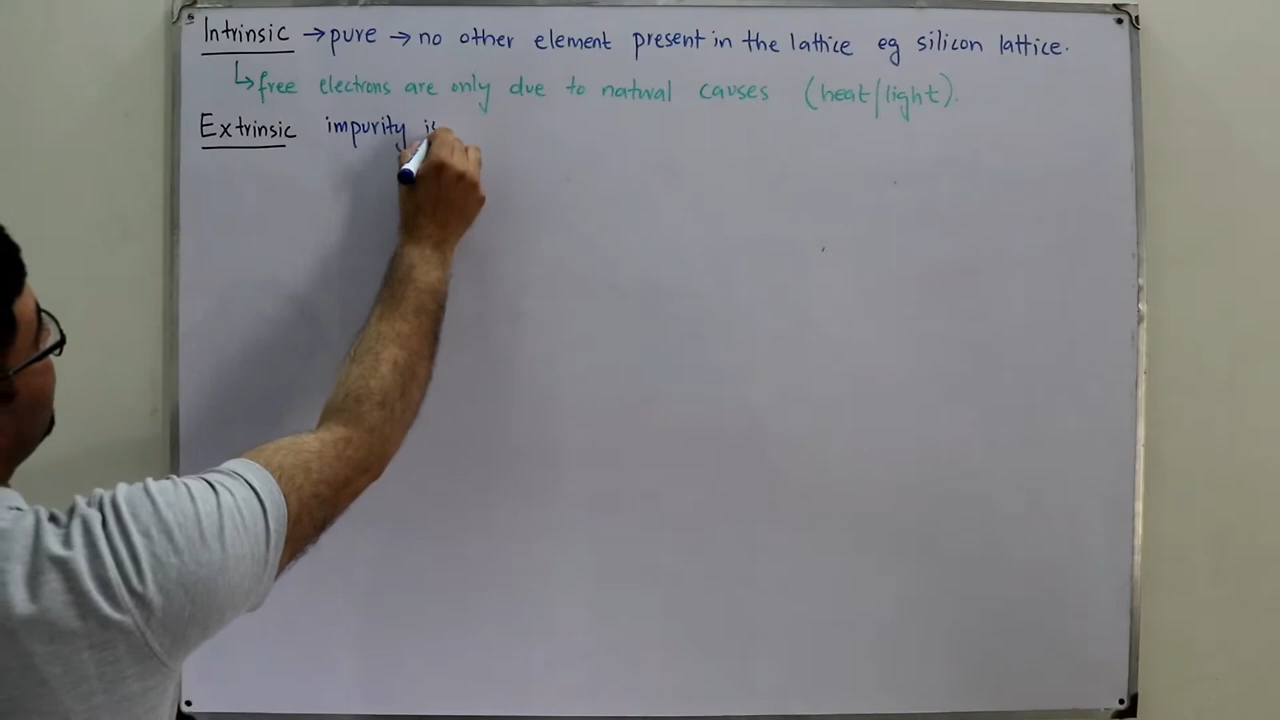 Intrinsic → pure → no other element present in the lattice eg silicon lattice.
↳ free electrons are only due to natural causes (heat/light).
Extrinsic impurity